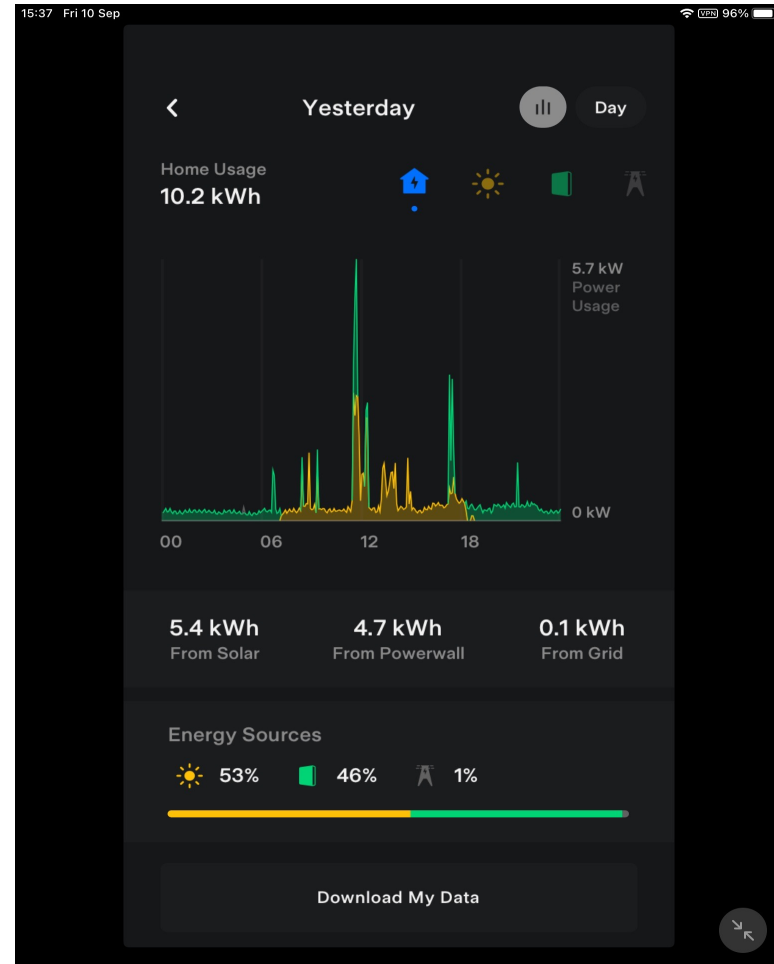 15:37 Fri 10 Sep VPN 96%
Yesterday Day
Home Usage
10.2 kWh
5.7 kW
Power
Usage
0 kW
00 06 12 18
5.4 kWh 4.7 kWh 0.1 kWh
From Solar From Powerwall From Grid
Energy Sources
53% 46% 1%
Download My Data